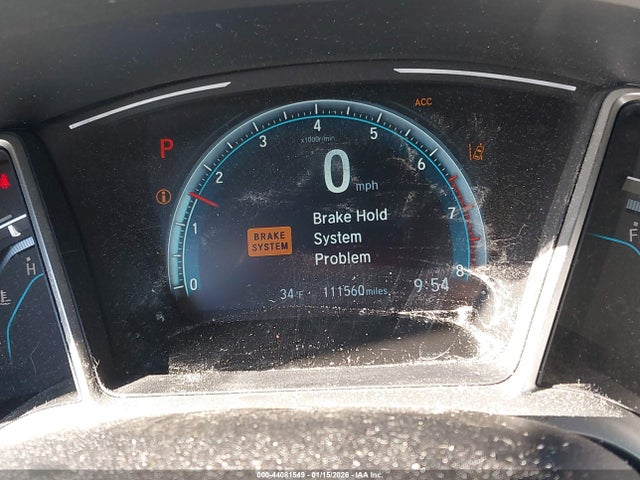 ACC
4
3 5
x1000r/min
P
2 6
0 mph
i
1 7
BRAKE
SYSTEM
Brake Hold
System
Problem
0 8
34°F 111560 miles 9:54
H
F
000-44081549 - 01/15/2026 - IAA Inc.